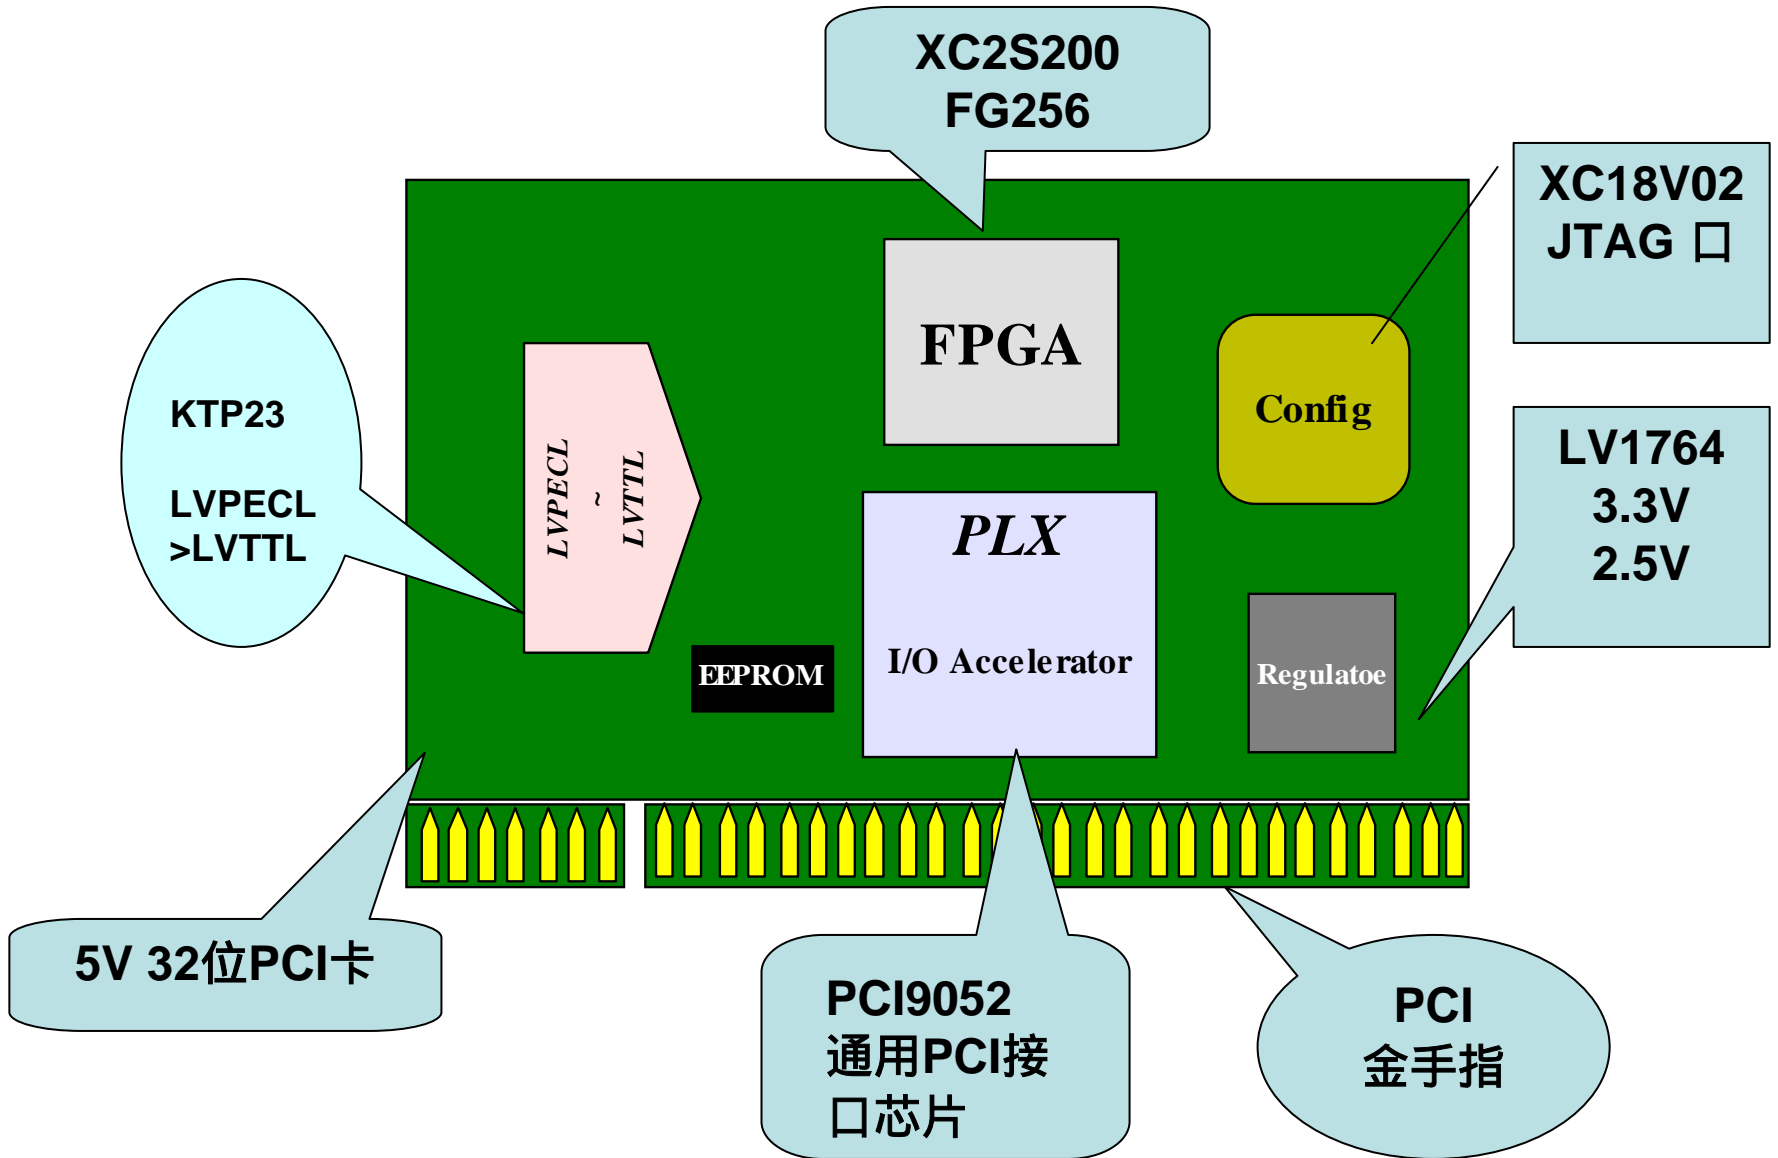 XC2S200
FG256
XC18V02
JTAG 口
FPGA
Config
KTP23
LVPECL
>LVTTL
LVPECL
~
LVTTL
LV1764
3.3V
2.5V
PLX
I/O Accelerator
EEPROM
Regulatoe
5V 32位PCI卡
PCI9052
通用PCI接
口芯片
PCI
金手指